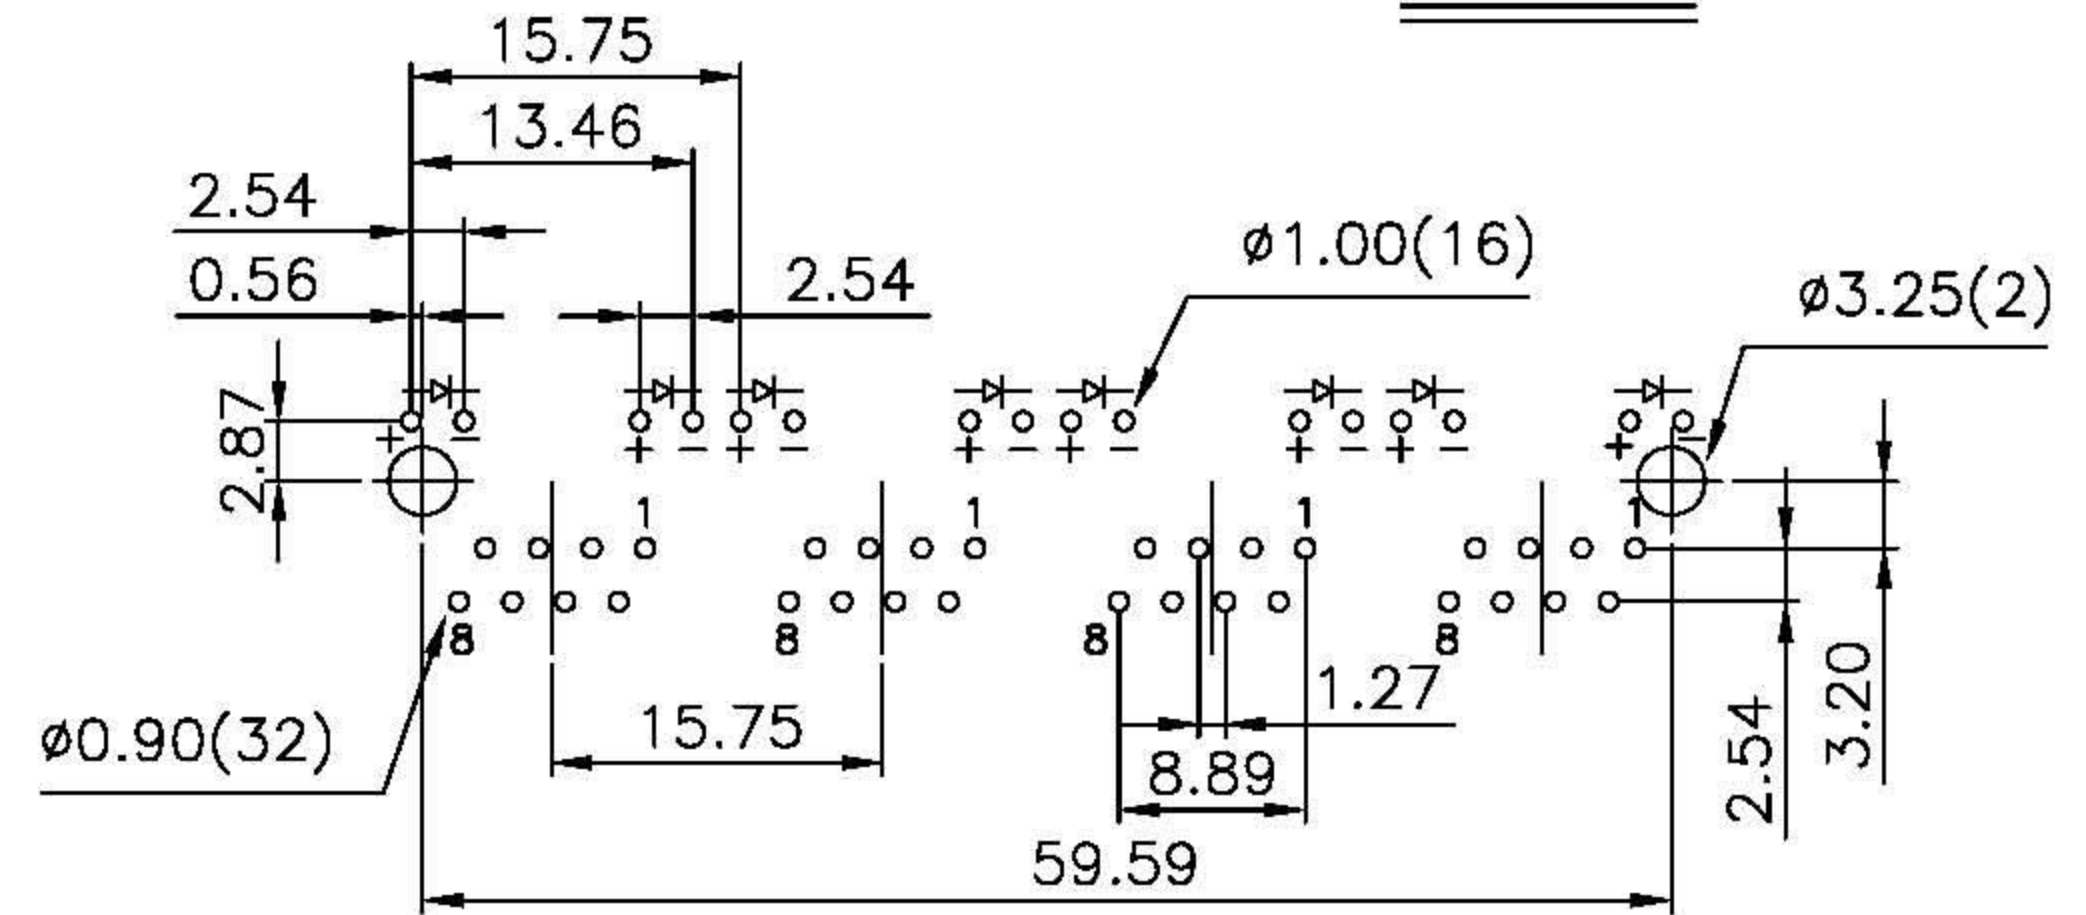 15.75
13.46
2.54
0.56
2.54
ø1.00(16)
ø3.25(2)
2.87
+ − + − + − + − + − + − + − + −
1 1 1 1
8 8 8 8
ø0.90(32)
15.75
1.27
8.89
59.59
2.54
3.20